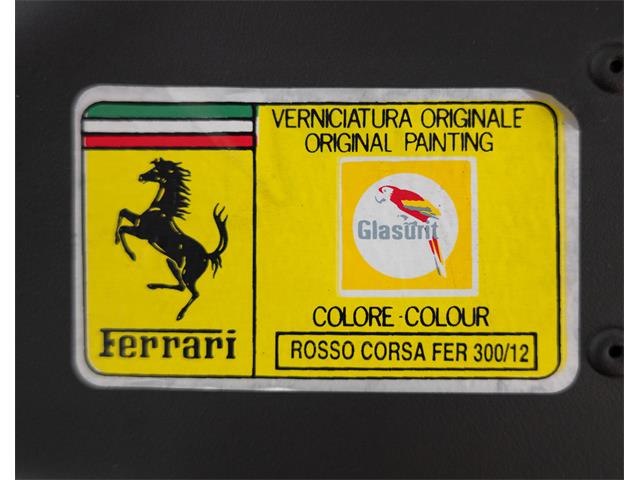 VERNICIATURA ORIGINALE
ORIGINAL PAINTING
Glasurit
COLORE-COLOUR
Ferrari
ROSSO CORSA FER 300/12